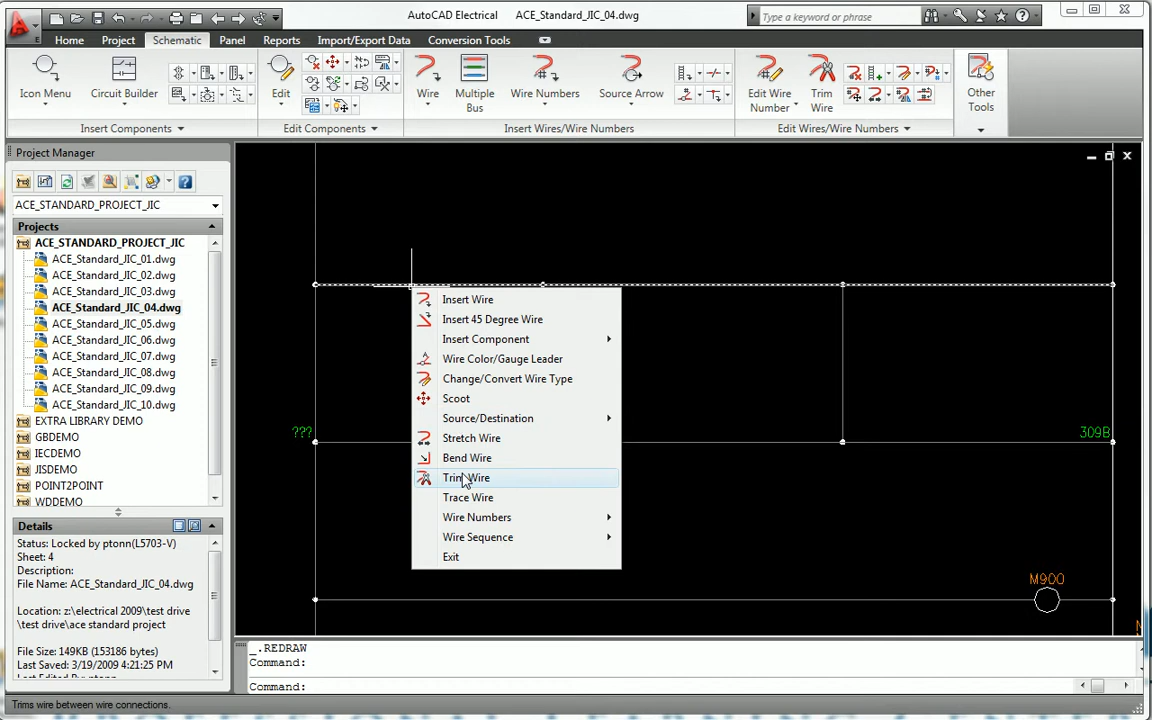 AutoCAD Electrical ACE_Standard_JIC_04.dwg
Type a keyword or phrase
Home Project Schematic Panel Reports Import/Export Data Conversion Tools
Icon Menu
Circuit Builder
Edit
Wire
Multiple Bus
Wire Numbers
Source Arrow
Edit Wire Number
Trim Wire
Other Tools
Insert Components
Edit Components
Insert Wires/Wire Numbers
Edit Wires/Wire Numbers
Project Manager
ACE_STANDARD_PROJECT_JIC
Projects
ACE_STANDARD_PROJECT_JIC
ACE_Standard_JIC_01.dwg
ACE_Standard_JIC_02.dwg
ACE_Standard_JIC_03.dwg
ACE_Standard_JIC_04.dwg
ACE_Standard_JIC_05.dwg
ACE_Standard_JIC_06.dwg
ACE_Standard_JIC_07.dwg
ACE_Standard_JIC_08.dwg
ACE_Standard_JIC_09.dwg
ACE_Standard_JIC_10.dwg
EXTRA LIBRARY DEMO
GBDEMO
IECDEMO
JISDEMO
POINT2POINT
WDDEMO
Details
Status: Locked by ptonn(L5703-V)
Sheet: 4
Description:
File Name: ACE_Standard_JIC_04.dwg
Location: z:\electrical 2009\test drive
\test drive\ace standard project
File Size: 149KB (153186 bytes)
Last Saved: 3/19/2009 4:21:25 PM
Last Edited By: ptonn
Insert Wire
Insert 45 Degree Wire
Insert Component
Wire Color/Gauge Leader
Change/Convert Wire Type
Scoot
Source/Destination
Stretch Wire
Bend Wire
Trim Wire
Trace Wire
Wire Numbers
Wire Sequence
Exit
???
309B
M900
_.REDRAW
Command:
Command:
Trims wire between wire connections.